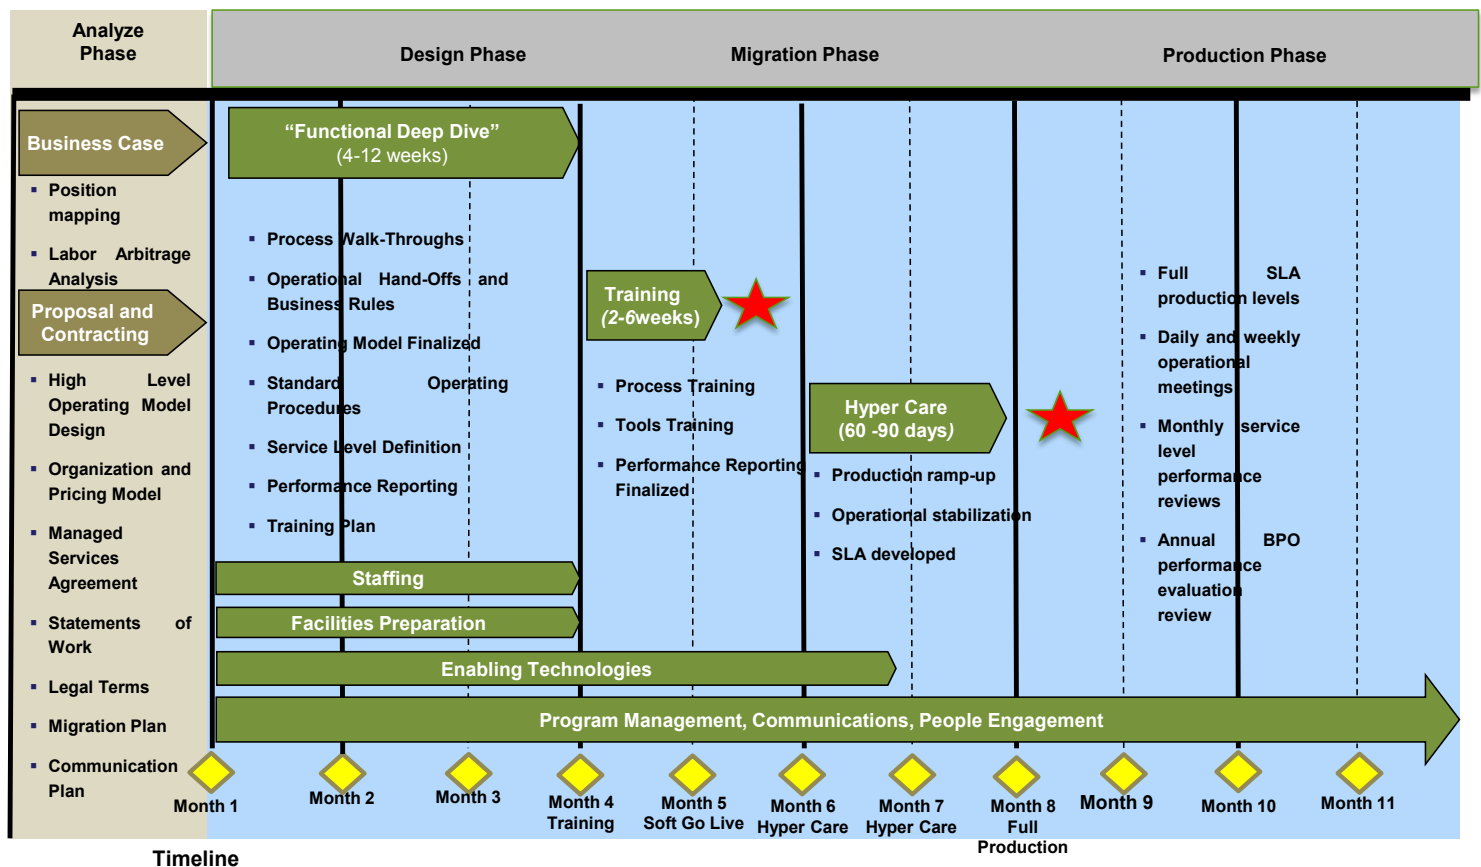 Analyze
Phase
Design Phase
Migration Phase
Production Phase
Business Case
▪ Position
mapping
▪ Labor Arbitrage
Analysis
Proposal and
Contracting
▪ High Level
Operating Model
Design
▪ Organization and
Pricing Model
▪ Managed
Services
Agreement
▪ Statements of
Work
▪ Legal Terms
▪ Migration Plan
▪ Communication
Plan
“Functional Deep Dive”
(4-12 weeks)
▪ Process Walk-Throughs
▪ Operational Hand-Offs and
Business Rules
▪ Operating Model Finalized
▪ Standard Operating
Procedures
▪ Service Level Definition
▪ Performance Reporting
▪ Training Plan
Training
(2-6weeks)
▪ Process Training
▪ Tools Training
▪ Performance Reporting
Finalized
Hyper Care
(60 -90 days)
▪ Production ramp-up
▪ Operational stabilization
▪ SLA developed
▪ Full SLA
production levels
▪ Daily and weekly
operational
meetings
▪ Monthly service
level
performance
reviews
▪ Annual BPO
performance
evaluation
review
Staffing
Facilities Preparation
Enabling Technologies
Program Management, Communications, People Engagement
Month 1
Month 2
Month 3
Month 4
Training
Month 5
Soft Go Live
Month 6
Hyper Care
Month 7
Hyper Care
Month 8
Full
Production
Month 9
Month 10
Month 11
Timeline